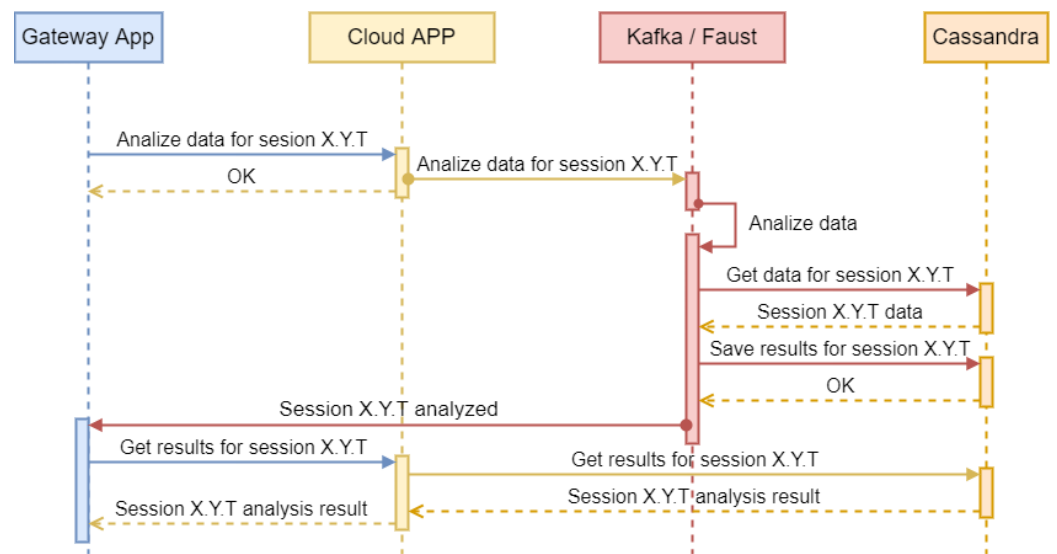 Gateway App
Cloud APP
Kafka / Faust
Cassandra
Analize data for sesion X.Y.T
Analize data for session X.Y.T
OK
Analize data
Get data for session X.Y.T
Session X.Y.T data
Save results for session X.Y.T
OK
Session X.Y.T analyzed
Get results for session X.Y.T
Get results for session X.Y.T
Session X.Y.T analysis result
Session X.Y.T analysis result